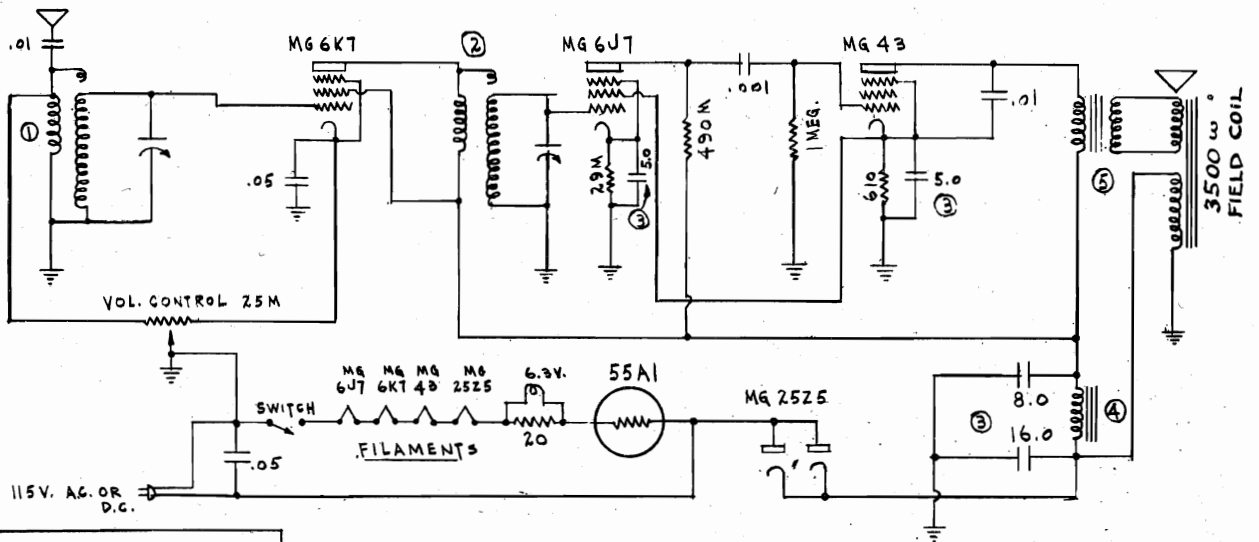 .01
MG 6K7
②
MG 6J7
MG 43
.001
.01
①
490M
1 MEG.
3500 ω°
FIELD COIL
.05
29M
5.0
③
610
5.0
③
⑤
VOL. CONTROL 25M
MG
6J7
MG
6K7
MG
43
MG
25Z5
6.3V.
55A1
MG 25Z5
SWITCH
20
FILAMENTS
8.0
③
④
16.0
.05
115V. A.C. OR
D.C.